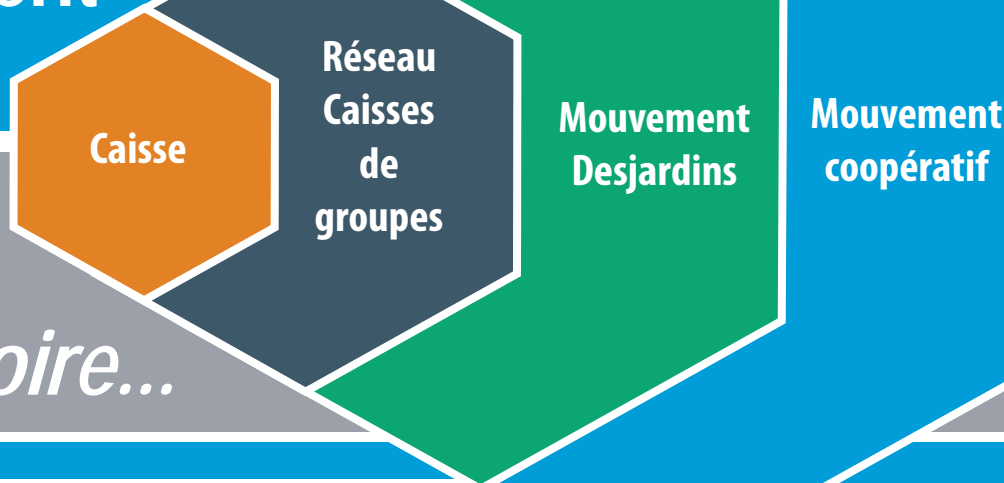 Caisse
Réseau
Caisses
de
groupes
Mouvement
Desjardins
Mouvement
coopératif
oire...